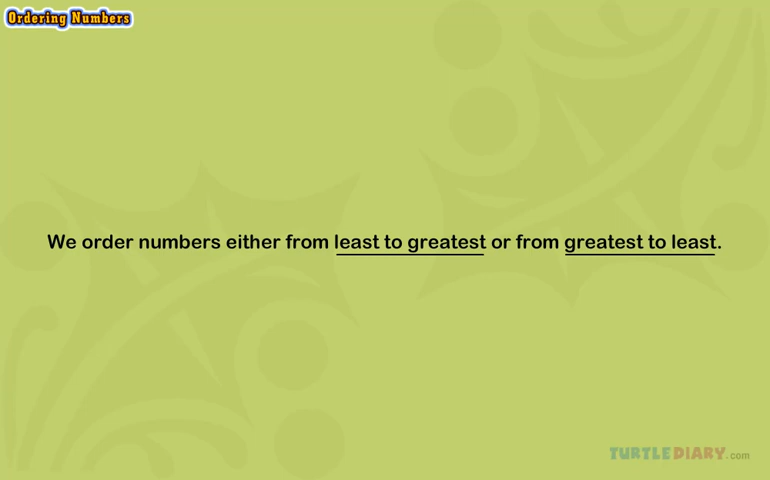 Ordering Numbers
We order numbers either from least to greatest or from greatest to least.
TURTLEDIARY.com